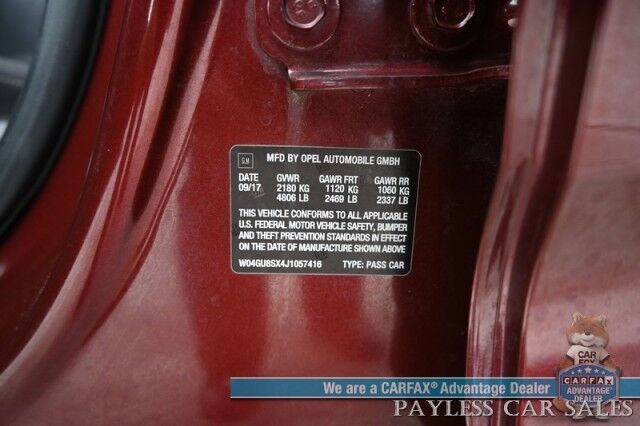 GM
MFD BY OPEL AUTOMOBILE GMBH
DATE GVWR GAWR FRT GAWR RR
09/17 2180 KG 1120 KG 1060 KG
4806 LB 2469 LB 2337 LB
THIS VEHICLE CONFORMS TO ALL APPLICABLE
U.S. FEDERAL MOTOR VEHICLE SAFETY, BUMPER
AND THEFT PREVENTION STANDARDS IN EFFECT
ON THE DATE OF MANUFACTURE SHOWN ABOVE
W04GU8SX4J1057416 TYPE: PASS CAR
CAR
FOX
We are a CARFAX® Advantage Dealer
CARFAX
ADVANTAGE
DEALER
PAYLESS CAR SALES